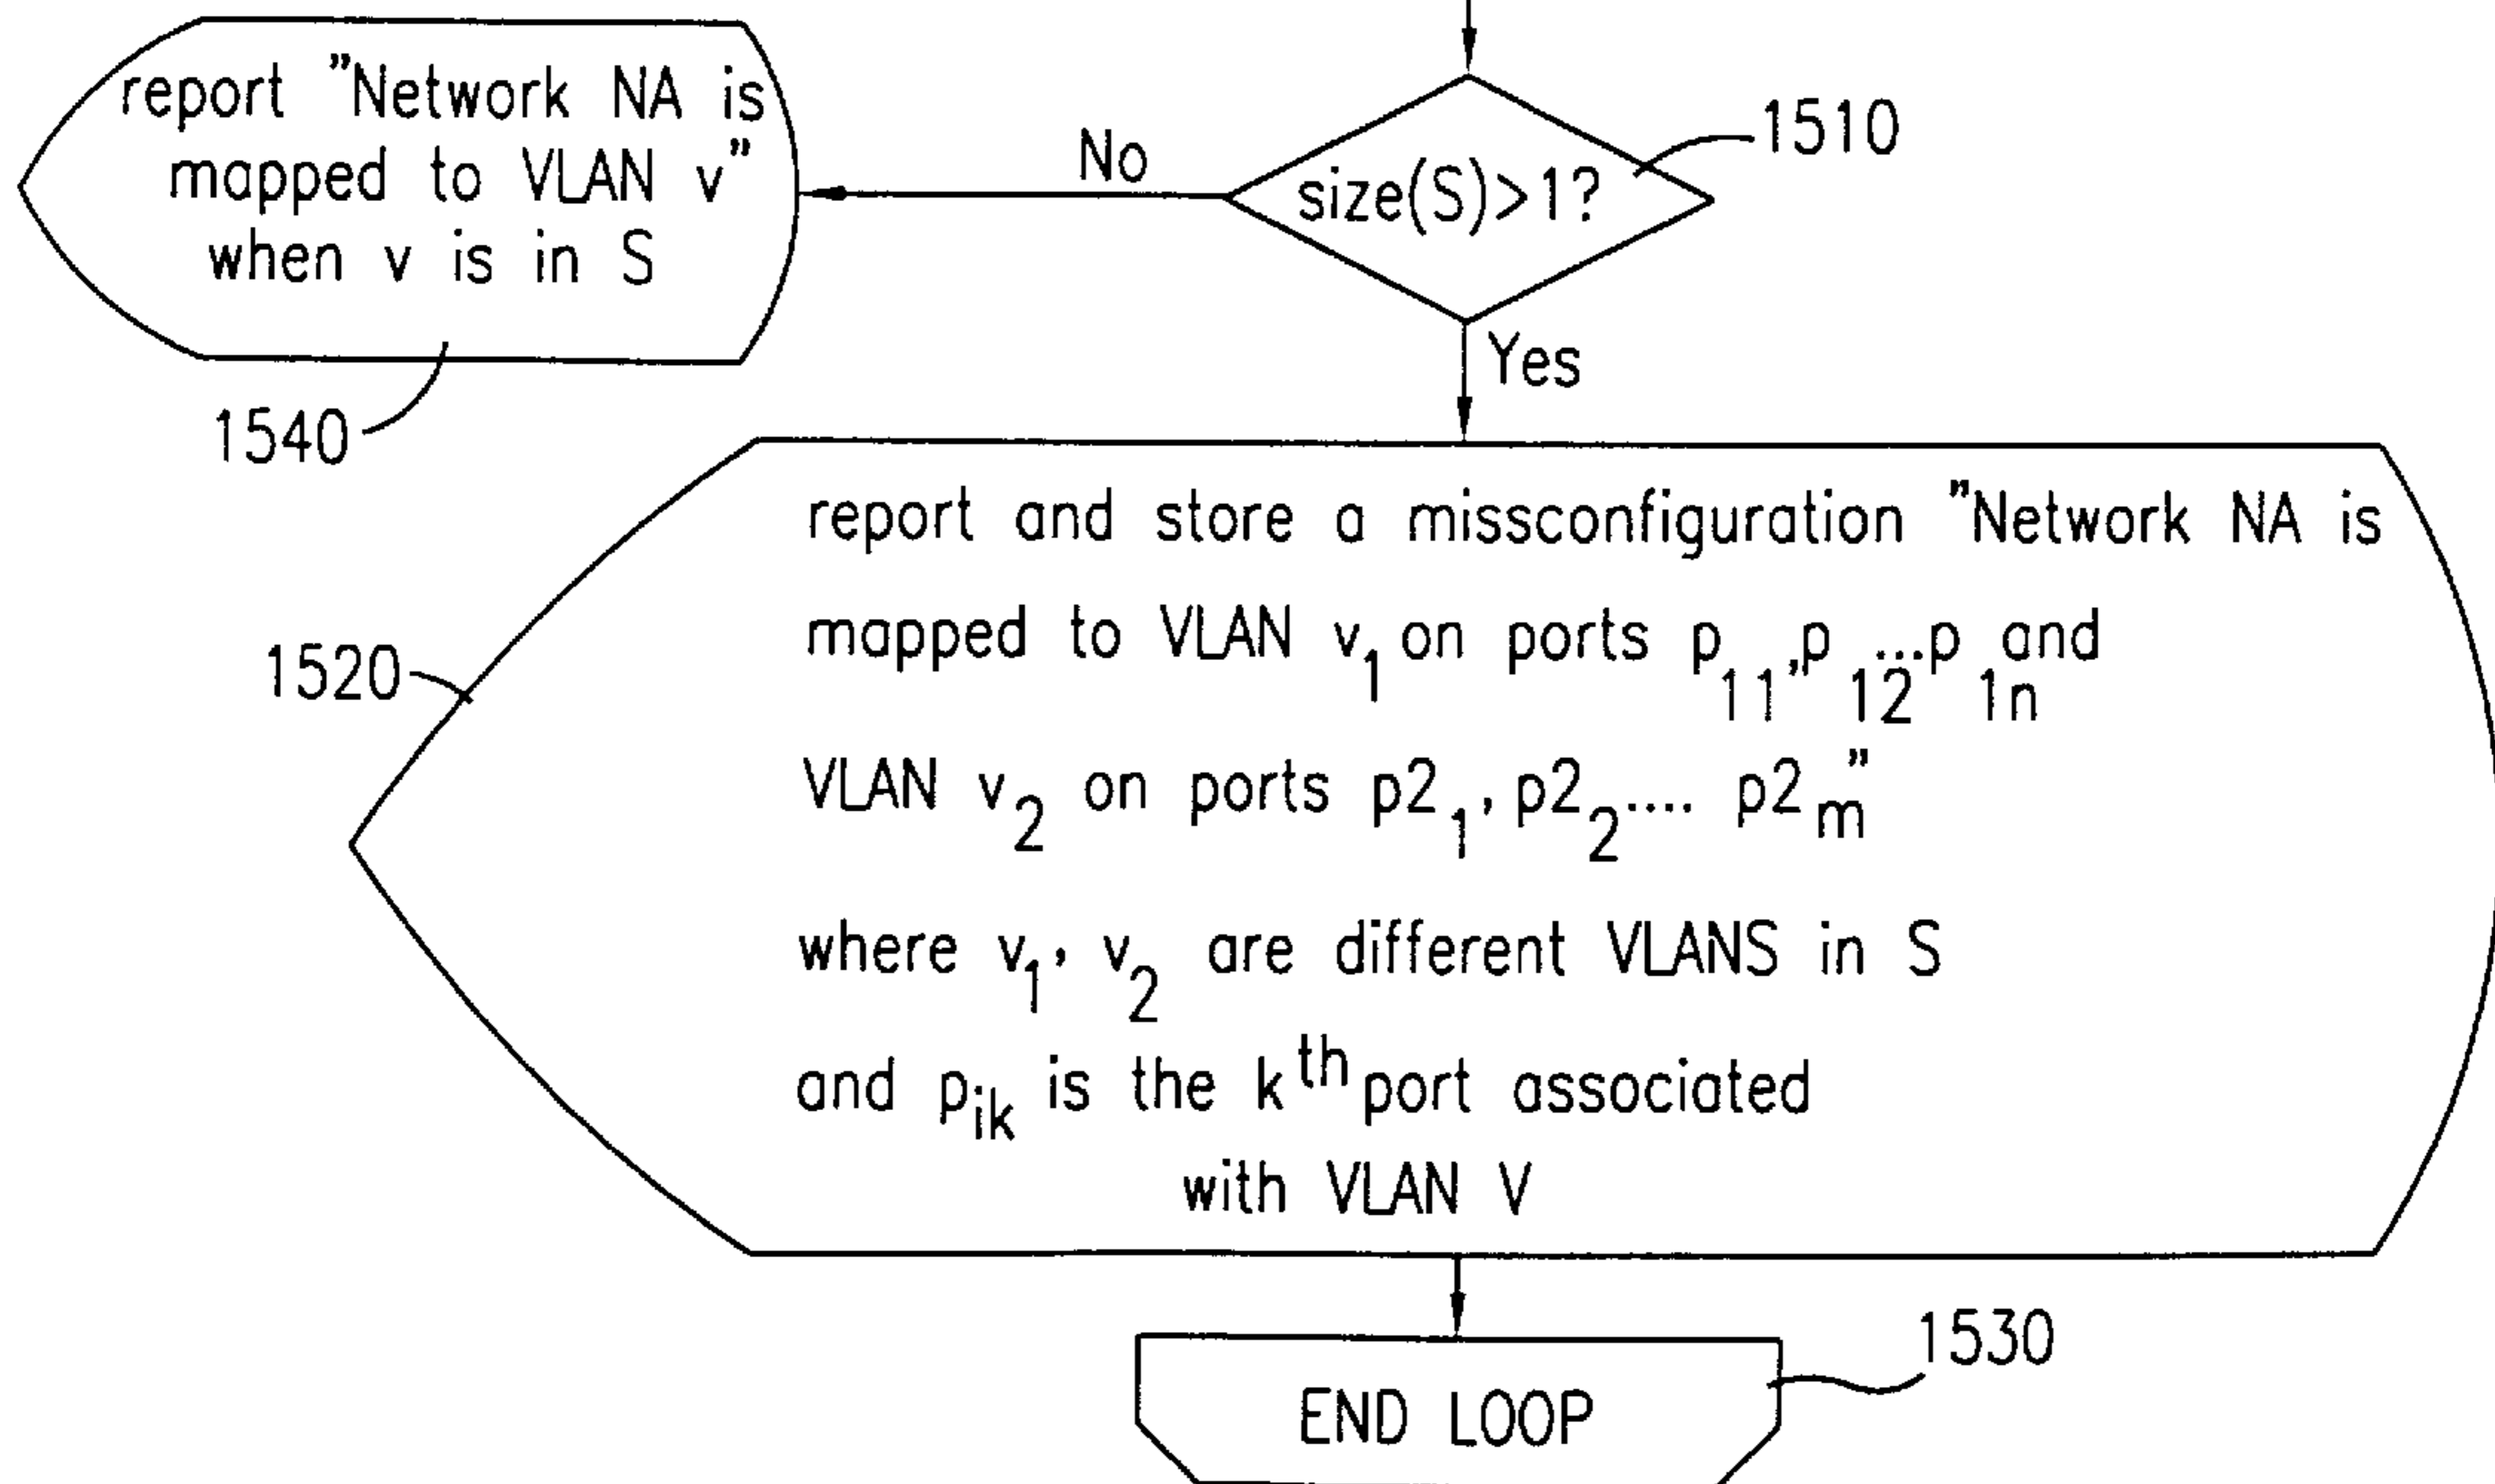 report "Network NA is
mapped to VLAN v"
when v is in S
1540
No
size(S)>1?
1510
Yes
report and store a missconfiguration "Network NA is
mapped to VLAN v₁ on ports p₁₁,p₁₂...p₁ₙ and
VLAN v₂ on ports p2₁, p2₂.... p2ₘ"
where v₁, v₂ are different VLANS in S
and pᵢₖ is the kᵗʰ port associated
with VLAN V
1520
END LOOP
1530